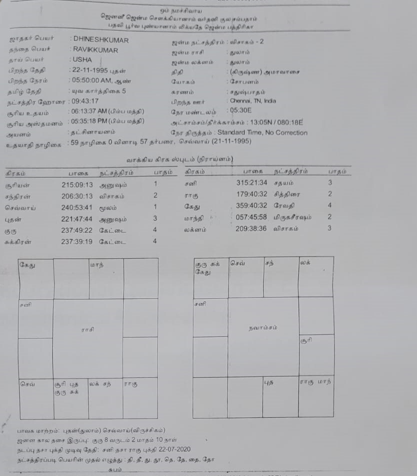 ஓம் நமசிவாய
ஜெனனீ ஜென்ம சௌக்கியானாம் வர்தனீ குலசம்பதாம்
பதவீ பூர்வ புண்யானாம் லிக்யதே ஜென்ம பத்திரிகா
ஜாதகர் பெயர் DHINESHKUMAR
தந்தை பெயர் RAVIKKUMAR
தாய் பெயர் USHA
பிறந்த தேதி 22-11-1995 புதன்
பிறந்த நேரம் 05:50:00 AM, ஆண்
தமிழ் தேதி யுவ கார்த்திகை 5
நட்சத்திர ஹோரை 09:43:17
சூரிய உதயம் 06:13:37 AM
சூரிய அஸ்தமனம் 05:35:18 PM
அயனம் தட்சிணாயனம்
உதயாதி நாழிகை 59 நாழிகை 0 விநாடி 57 தற்பரை, செவ்வாய் (21-11-1995)
ஜன்ம நட்சத்திரம் : விசாகம் - 2
ஜன்ம ராசி : துலாம்
ஜன்ம லக்னம் : துலாம்
திதி (கிருஷ்ண) அமாவாசை
யோகம் : சோபனம்
கரணம் : சதுஷ்பாதம்
பிறந்த ஊர் Chennai, TN, India
நேர மண்டலம் : 05:30E
அட்சாம்சம்/தீர்க்காம்சம் : 13:05N / 080:18E
நேர திருத்தம் : Standard Time, No Correction
வாக்கிய கிரக ஸ்புடம் (நிராயனம்)
கிரகம் பாகை நட்சத்திரம் பாதம் கிரகம் பாகை நட்சத்திரம் பாதம்
சூரியன் 215:09:13 அனுஷம் 1 சனி 315:21:34 சதயம் 3
சந்திரன் 206:30:13 விசாகம் 2 ராகு 179:40:32 சித்திரை 2
செவ்வாய் 240:53:41 மூலம் 1 கேது 359:40:32 ரேவதி 4
புதன் 221:47:44 அனுஷம் 3 மாந்தி 057:45:58 மிருகசீரஷம் 2
குரு 237:49:22 கேட்டை 4 லக்னம் 209:38:36 விசாகம் 3
சுக்கிரன் 237:39:19 கேட்டை 4
கேது மாந்
சனி
ராசி
செவ் சூரி புத லக் சந் ராகு
குரு சுக்
குரு சுக் செவ் சந் லக்
கேது
சனி
நவாம்சம்
சூரி
புத ராகு மாந்
பாவக மாற்றம் : புதன்(துலாம்) செவ்வாய்(விருச்சிகம்)
ஜனன கால தசை இருப்பு குரு 8 வருடம் 2 மாதம் 10 நாள்
நடப்பு தசா புக்தி முடிவு தேதி: சனி தசா ராகு புக்தி 22-07-2020
நட்சத்திரப்படி பெயரின் முதல் எழுத்து : தி, தீ, து, தூ, தெ, தே, தை, தோ
சுபம்